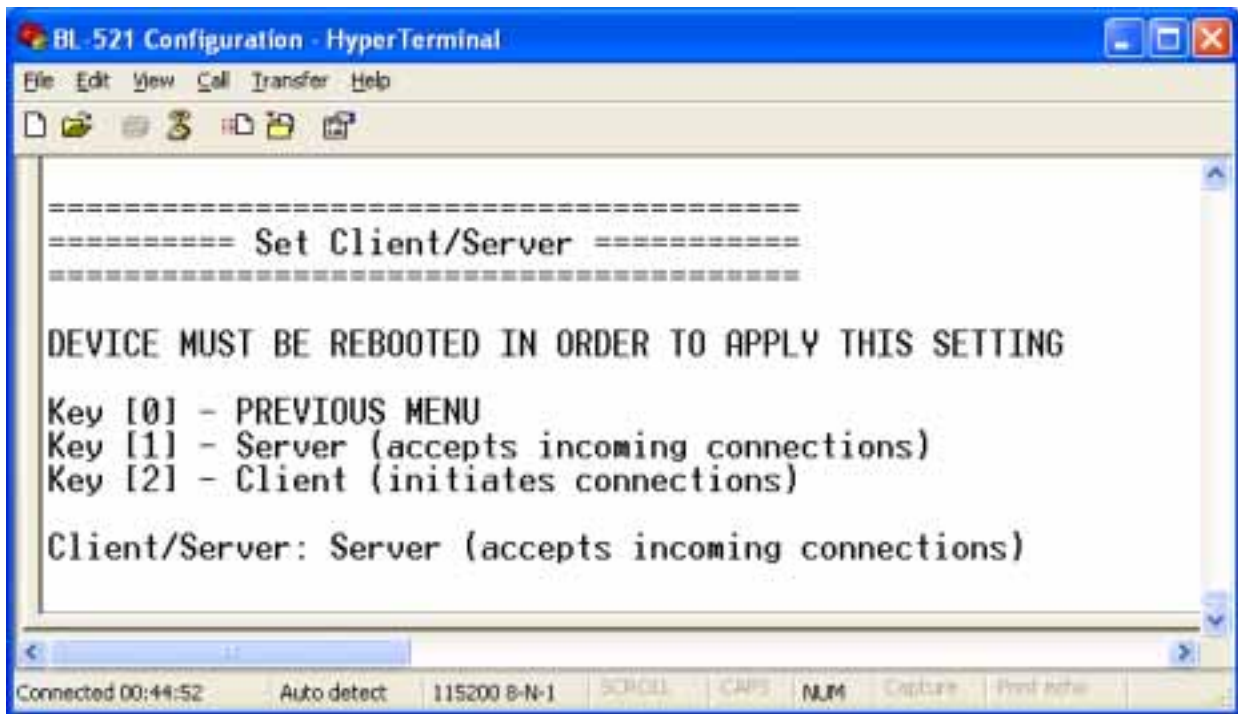 BL-521 Configuration - HyperTerminal
File Edit View Call Transfer Help
========================================
========== Set Client/Server ===========
========================================
DEVICE MUST BE REBOOTED IN ORDER TO APPLY THIS SETTING
Key [0] - PREVIOUS MENU
Key [1] - Server (accepts incoming connections)
Key [2] - Client (initiates connections)
Client/Server: Server (accepts incoming connections)
Connected 00:44:52 Auto detect 115200 8-N-1 SCROLL CAPS NUM Capture Print echo